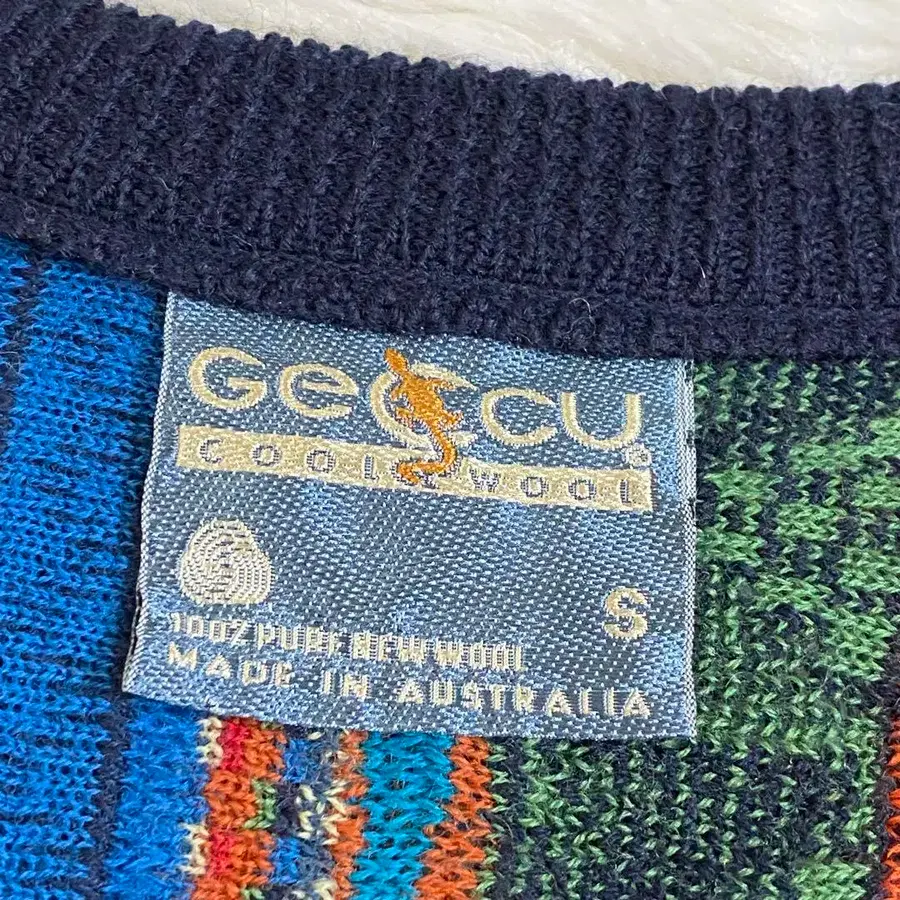 GeCCU
COOL WOOL
S
100% PURE NEW WOOL
MADE IN AUSTRALIA